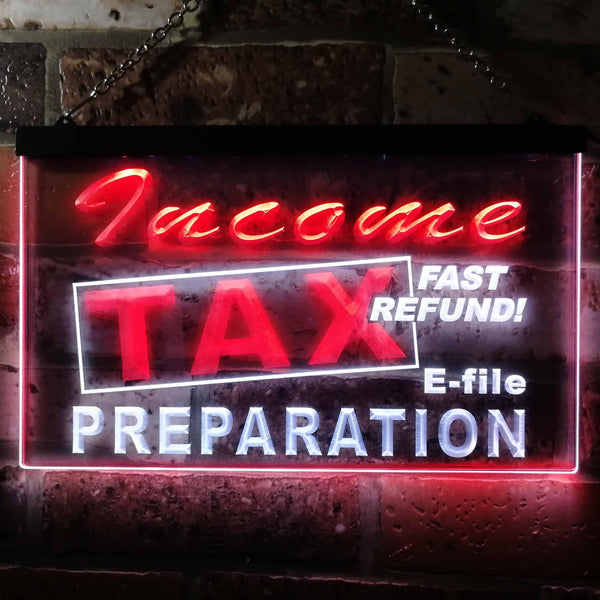 Income
TAX
FAST
REFUND!
E-file
PREPARATION